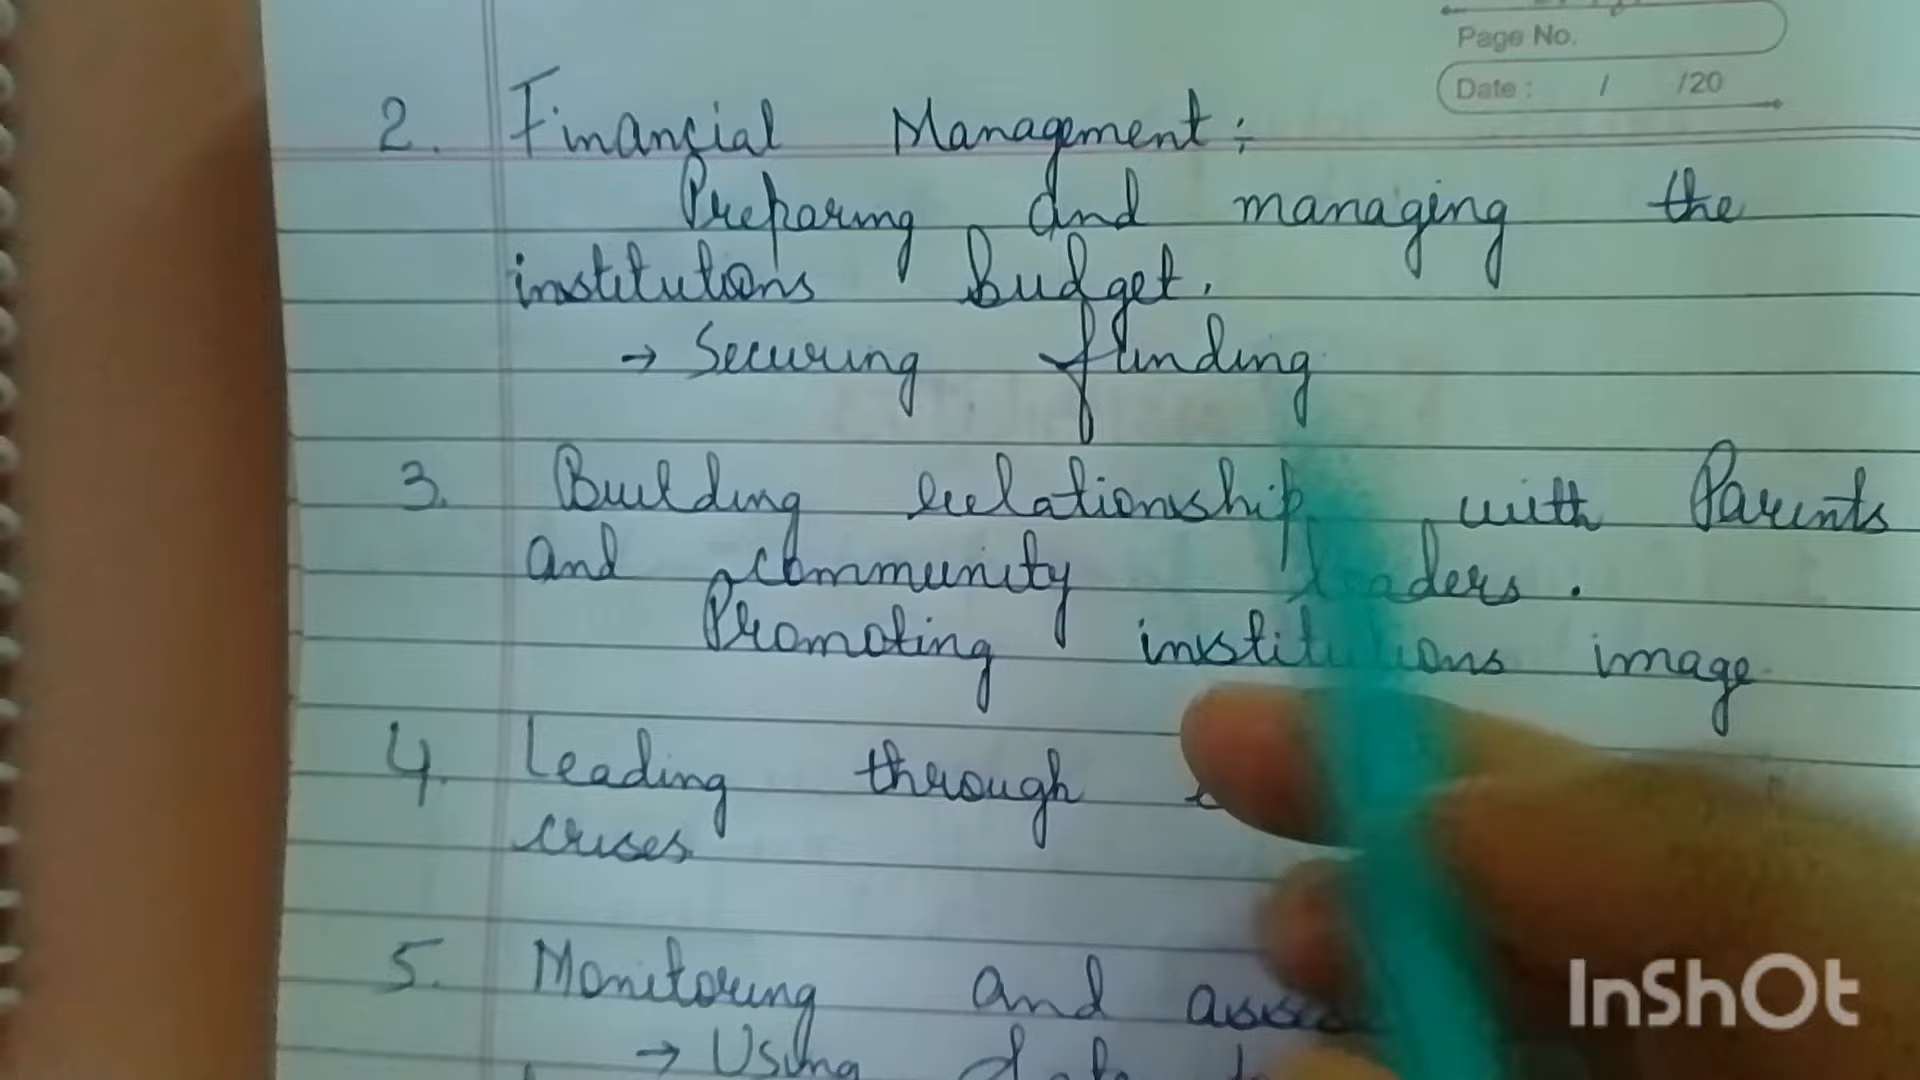 Page No.
Date : / /20
2. Financial Management :
Preparing and managing the
institutions budget.
→ Securing funding
3. Building relationship with Parents
and community leaders.
Promoting institutions image
4. Leading through
crises
5. Monitoring and
→ Using
InShOt